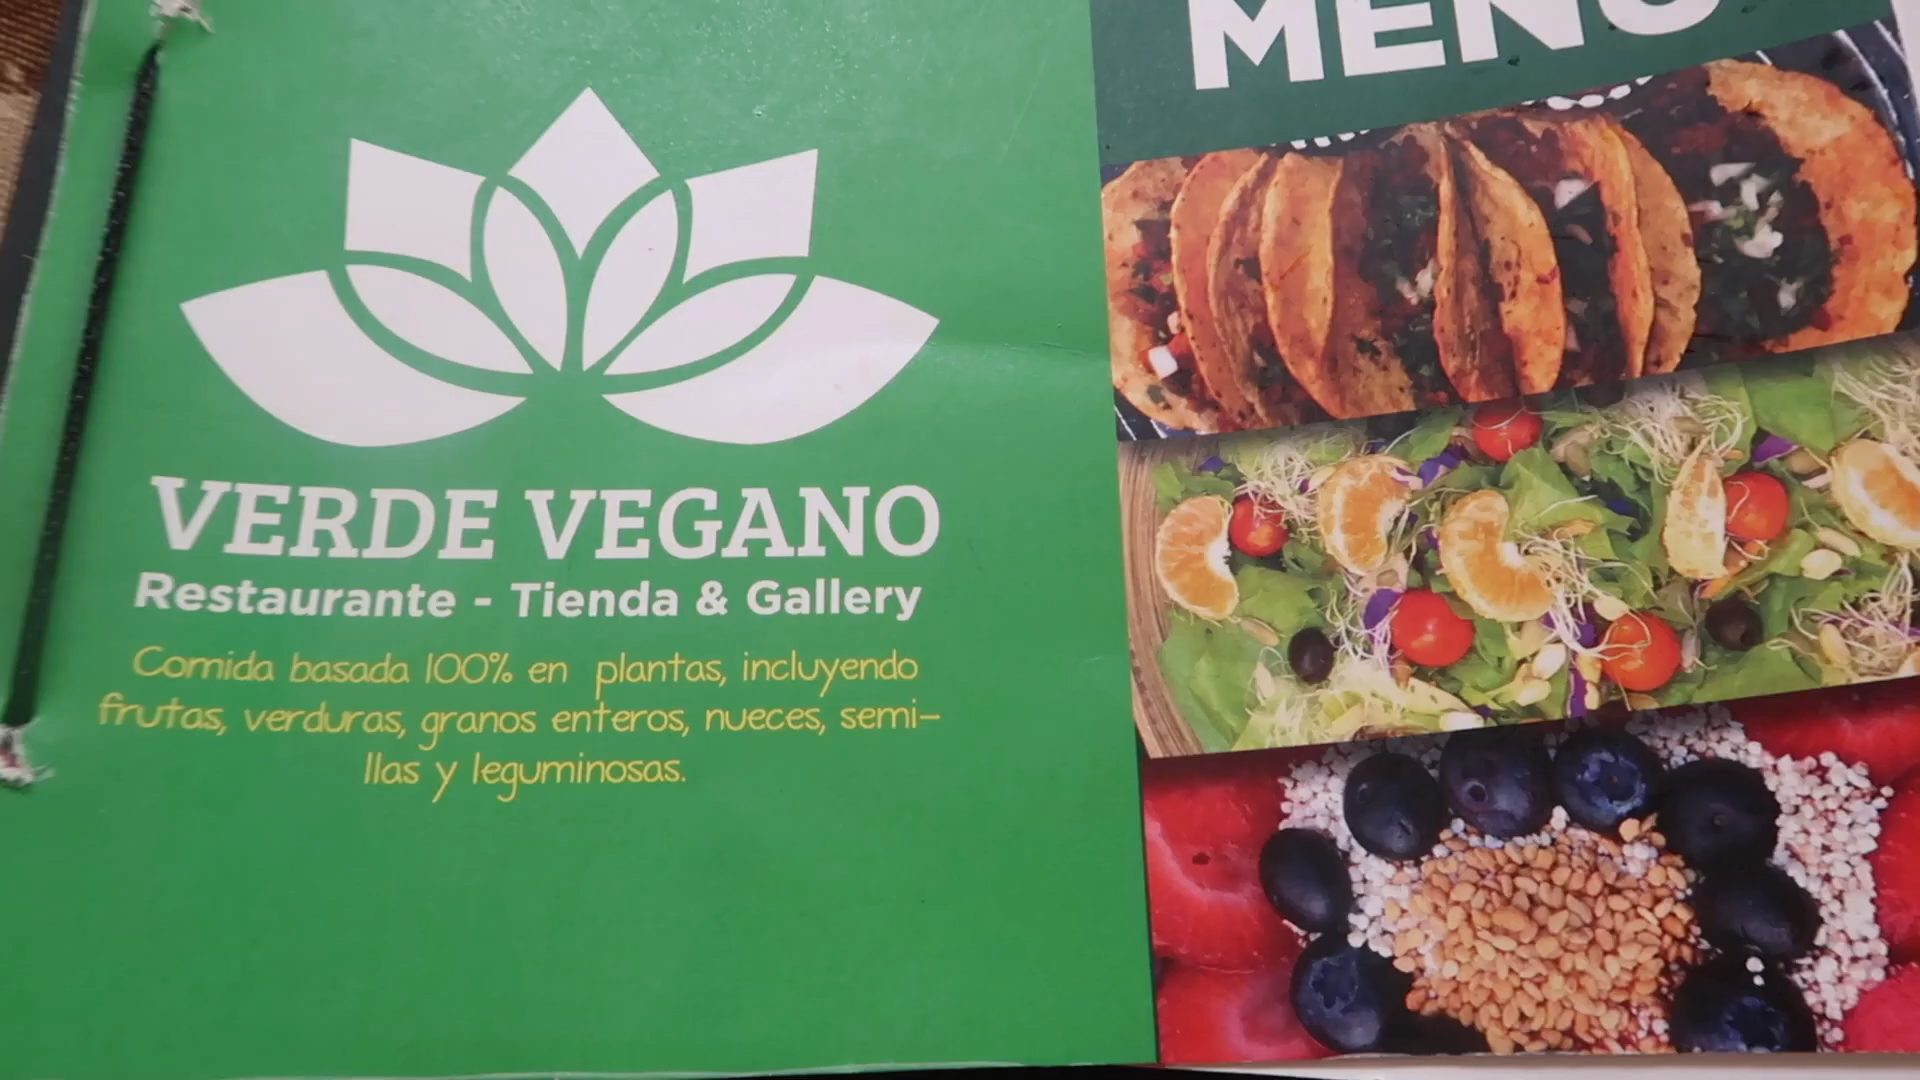 MENÚ
VERDE VEGANO
Restaurante - Tienda & Gallery
Comida basada 100% en plantas, incluyendo
frutas, verduras, granos enteros, nueces, semi-
llas y leguminosas.